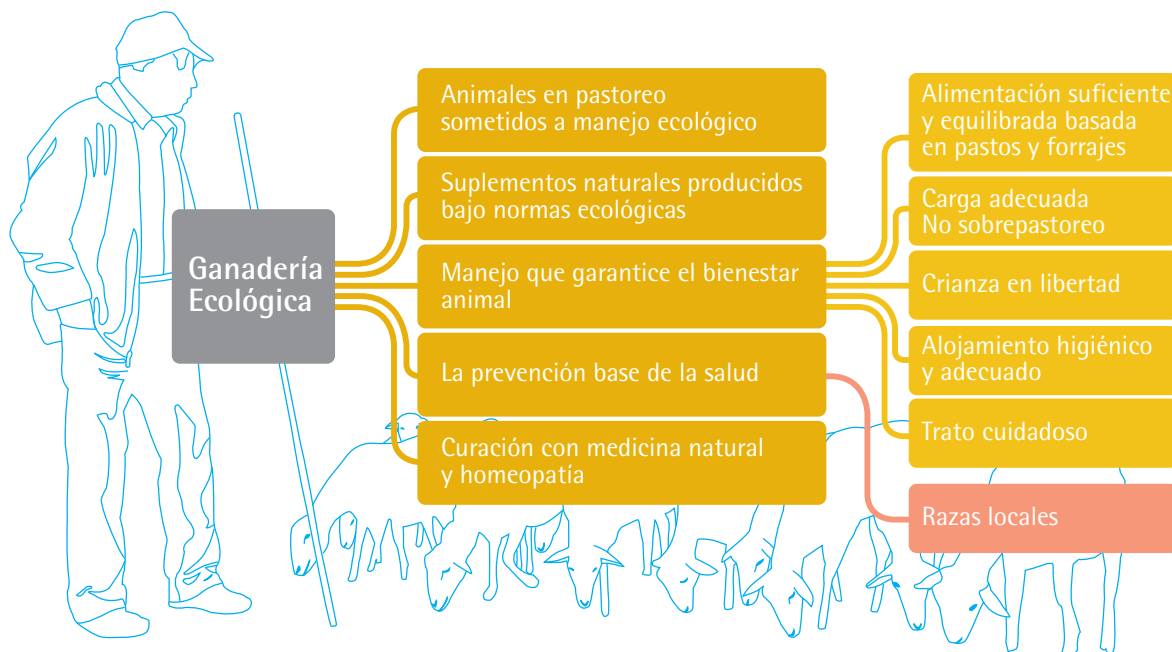 Ganadería
Ecológica
Animales en pastoreo
sometidos a manejo ecológico
Suplementos naturales producidos
bajo normas ecológicas
Manejo que garantice el bienestar
animal
La prevención base de la salud
Curación con medicina natural
y homeopatía
Alimentación suficiente
y equilibrada basada
en pastos y forrajes
Carga adecuada
No sobrepastoreo
Crianza en libertad
Alojamiento higiénico
y adecuado
Trato cuidadoso
Razas locales